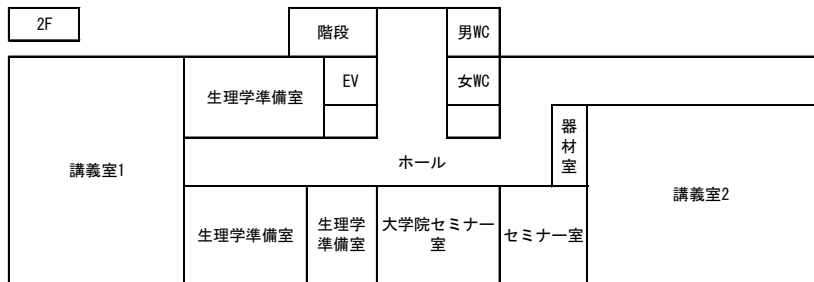 2F
階段
男WC
生理学準備室
EV
女WC
器
材
室
講義室1
ホール
講義室2
生理学準備室
生理学
準備室
大学院セミナー
室
セミナー室